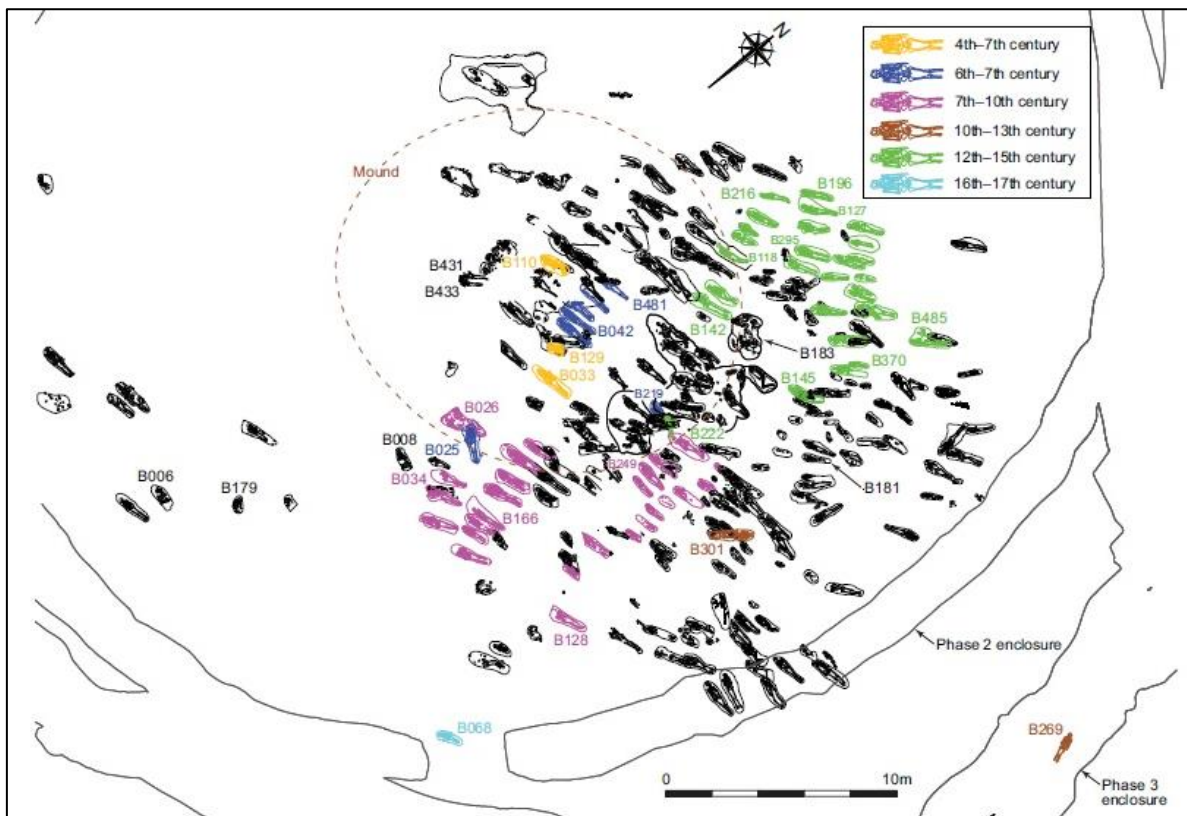 N
4th–7th century
6th–7th century
7th–10th century
10th–13th century
12th–15th century
16th–17th century
Mound
B216
B196
B127
B295
B118
B431
B433
B110
B481
B042
B142
B183
B485
B129
B033
B370
B145
B219
B026
B222
B008
B025
B249
B034
B006
B179
B181
B166
B301
B128
Phase 2 enclosure
B068
B269
0
10m
Phase 3
enclosure